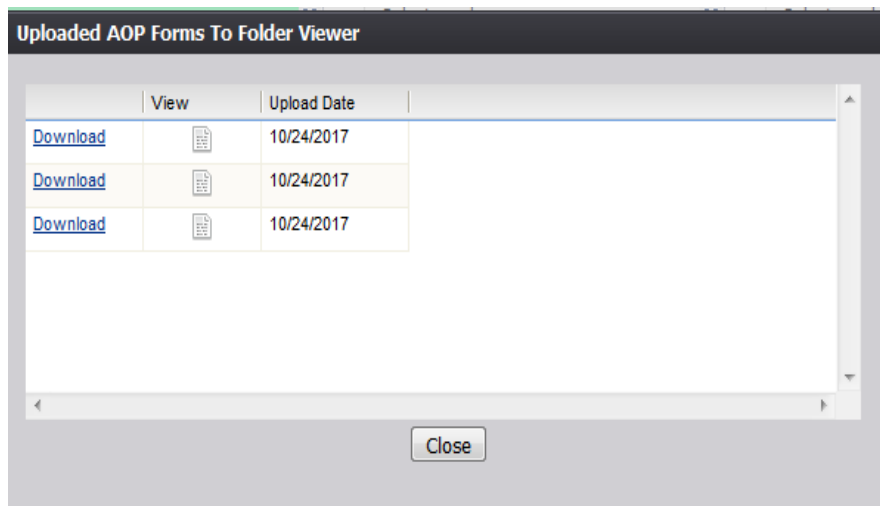 Uploaded AOP Forms To Folder Viewer
View Upload Date
Download 10/24/2017
Download 10/24/2017
Download 10/24/2017
Close